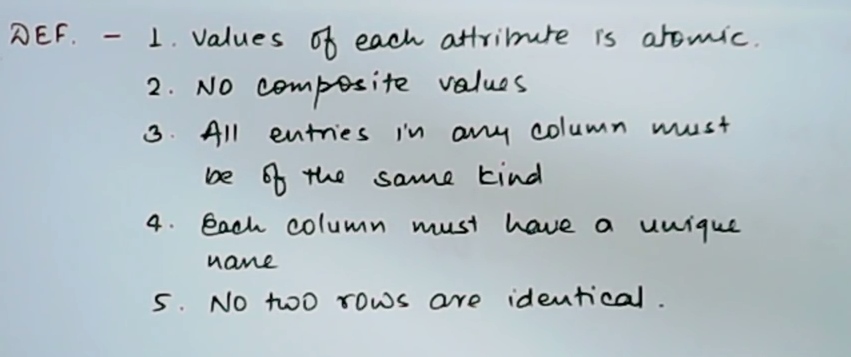 DEF. - 1. Values of each attribute is atomic.
2. No composite values
3. All entries in any column must
be of the same kind
4. Each column must have a unique
name
5. No two rows are identical.